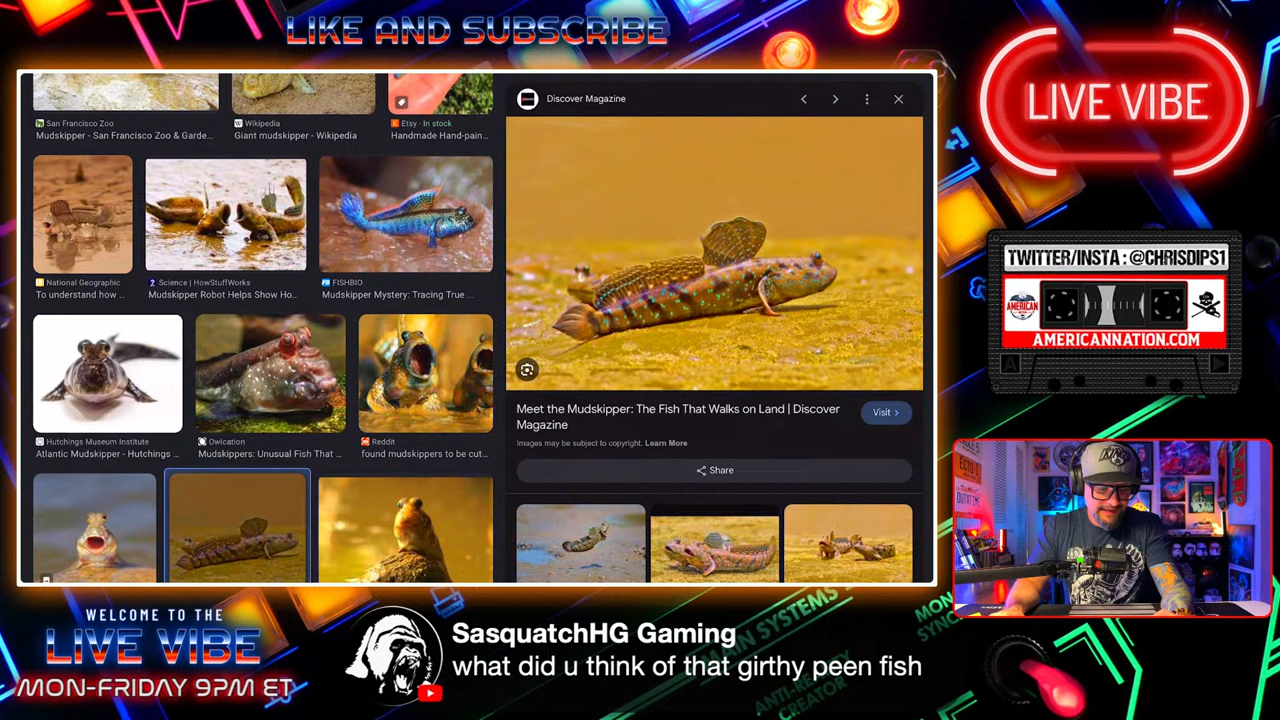 LIKE AND SUBSCRIBE
LIVE VIBE
Discover Magazine
San Francisco Zoo
Mudskipper - San Francisco Zoo & Garde...
Wikipedia
Giant mudskipper - Wikipedia
Etsy · In stock
Handmade Hand-pain...
National Geographic
To understand how ...
Science | HowStuffWorks
Mudskipper Robot Helps Show Ho...
FISHBIO
Mudskipper Mystery: Tracing True ...
Hutchings Museum Institute
Atlantic Mudskipper - Hutchings ...
Owlcation
Mudskippers: Unusual Fish That ...
Reddit
found mudskippers to be cut...
Meet the Mudskipper: The Fish That Walks on Land | Discover
Magazine
Visit
Images may be subject to copyright. Learn More
Share
TWITTER/INSTA : @CHRISDIPS1
AMERICAN
AMERICANNATION.COM
A
WELCOME TO THE
LIVE VIBE
MON-FRIDAY 9PM ET
SasquatchHG Gaming
what did u think of that girthy peen fish
SYSTEMS
CREATOR